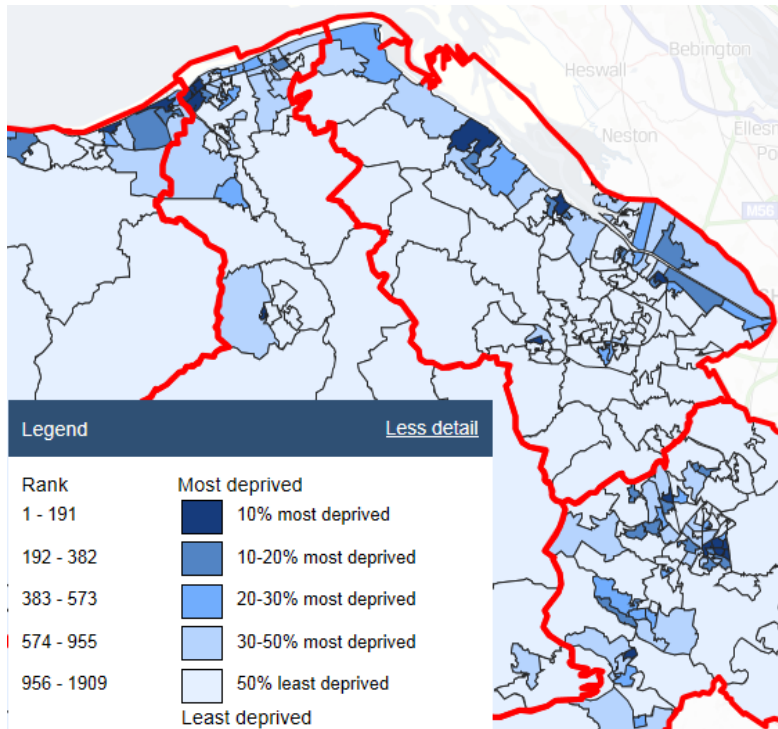 Bebington
Heswall
Neston
Ellesm
Po
M56
Legend Less detail
Rank Most deprived
1 - 191 10% most deprived
192 - 382 10-20% most deprived
383 - 573 20-30% most deprived
574 - 955 30-50% most deprived
956 - 1909 50% least deprived
Least deprived